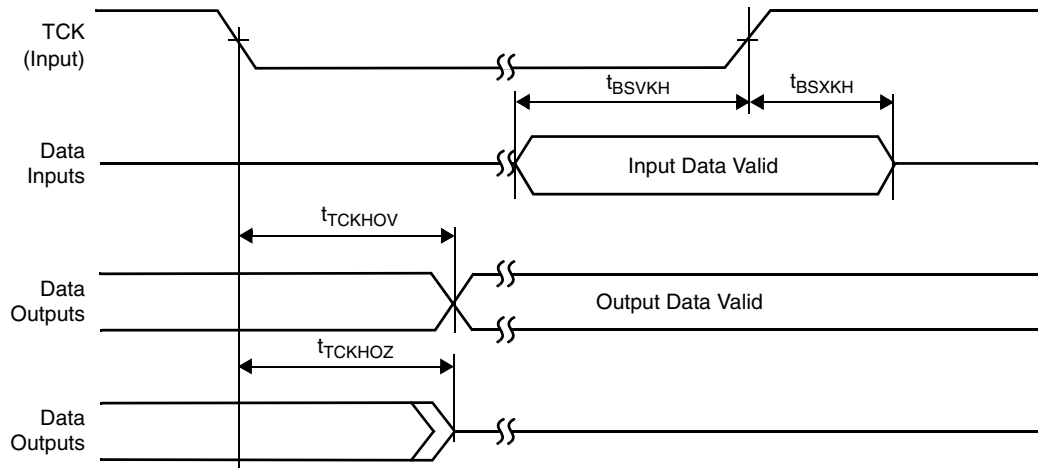 TCK
(Input)
tBSVKH
tBSXKH
Data
Inputs
Input Data Valid
tTCKHOV
Data
Outputs
Output Data Valid
tTCKHOZ
Data
Outputs